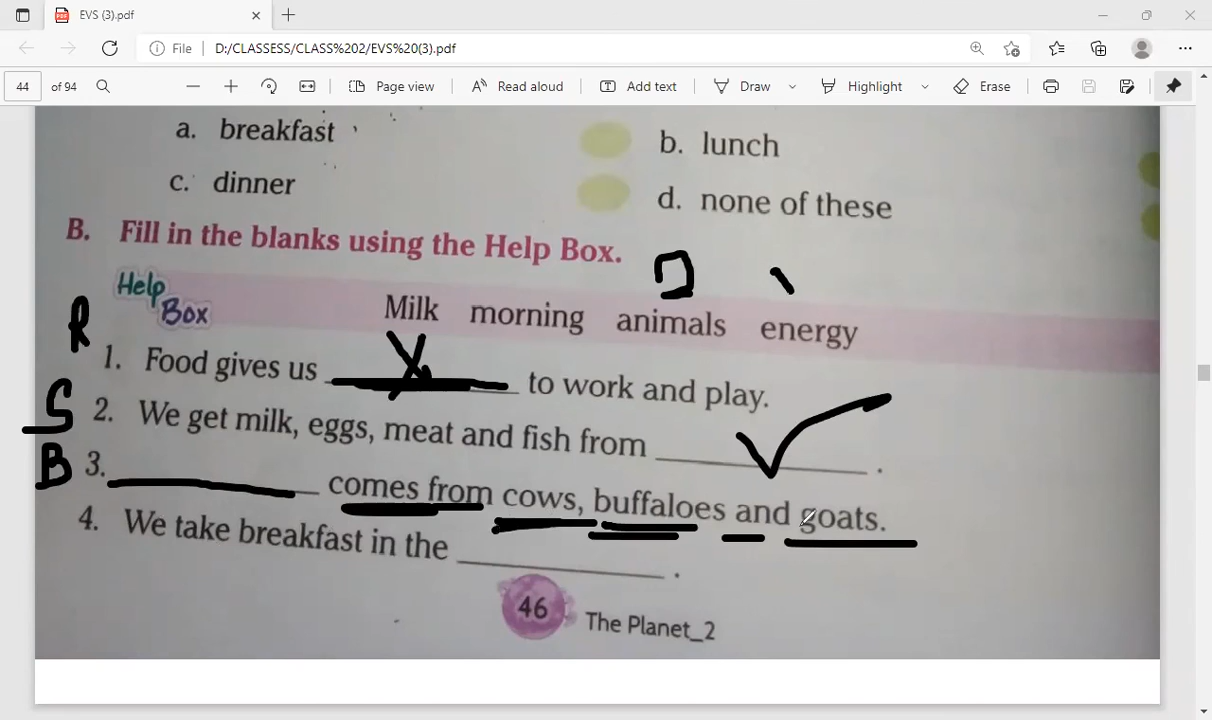 EVS (3).pdf
File D:/CLASSESS/CLASS%202/EVS%20(3).pdf
44 of 94 Page view Read aloud Add text Draw Highlight Erase
a. breakfast b. lunch
c. dinner d. none of these
B. Fill in the blanks using the Help Box.
Help Box
Milk morning animals energy
R
1. Food gives us ____ to work and play.
S
2. We get milk, eggs, meat and fish from ____.
B
3. ____ comes from cows, buffaloes and goats.
4. We take breakfast in the ____.
46 The Planet_2